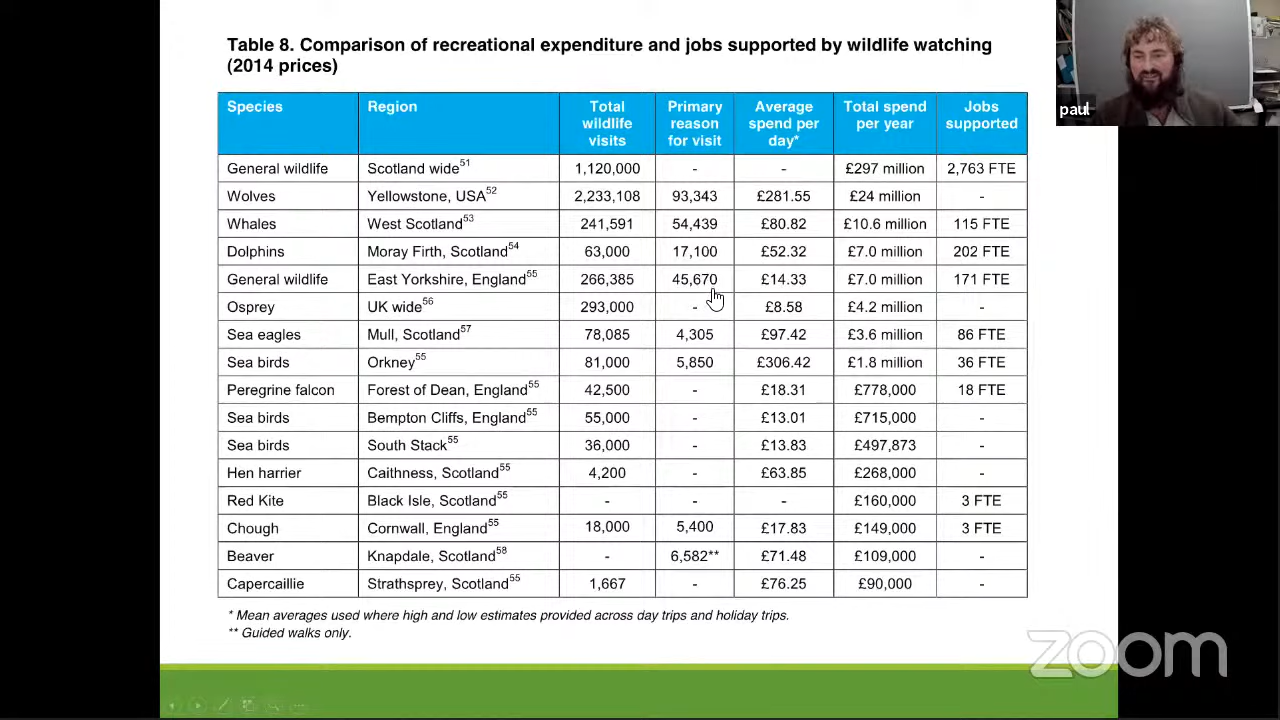 Table 8. Comparison of recreational expenditure and jobs supported by wildlife watching
(2014 prices)
paul
Species Region Total wildlife visits Primary reason for visit Average spend per day* Total spend per year Jobs supported
General wildlife Scotland wide51 1,120,000 - - £297 million 2,763 FTE
Wolves Yellowstone, USA52 2,233,108 93,343 £281.55 £24 million -
Whales West Scotland53 241,591 54,439 £80.82 £10.6 million 115 FTE
Dolphins Moray Firth, Scotland54 63,000 17,100 £52.32 £7.0 million 202 FTE
General wildlife East Yorkshire, England55 266,385 45,670 £14.33 £7.0 million 171 FTE
Osprey UK wide56 293,000 - £8.58 £4.2 million -
Sea eagles Mull, Scotland57 78,085 4,305 £97.42 £3.6 million 86 FTE
Sea birds Orkney55 81,000 5,850 £306.42 £1.8 million 36 FTE
Peregrine falcon Forest of Dean, England55 42,500 - £18.31 £778,000 18 FTE
Sea birds Bempton Cliffs, England55 55,000 - £13.01 £715,000 -
Sea birds South Stack55 36,000 - £13.83 £497,873 -
Hen harrier Caithness, Scotland55 4,200 - £63.85 £268,000 -
Red Kite Black Isle, Scotland55 - - - £160,000 3 FTE
Chough Cornwall, England55 18,000 5,400 £17.83 £149,000 3 FTE
Beaver Knapdale, Scotland58 - 6,582** £71.48 £109,000 -
Capercaillie Strathsprey, Scotland55 1,667 - £76.25 £90,000 -
* Mean averages used where high and low estimates provided across day trips and holiday trips.
** Guided walks only.
zoom